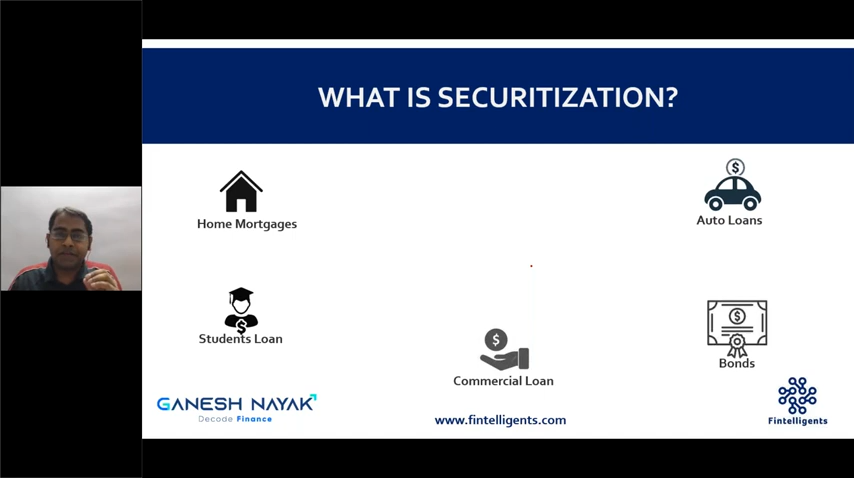 WHAT IS SECURITIZATION?
$
Home Mortgages
Auto Loans
$
Students Loan
$
Commercial Loan
$
Bonds
GANESH NAYAK
Decode Finance
www.fintelligents.com
Fintelligents